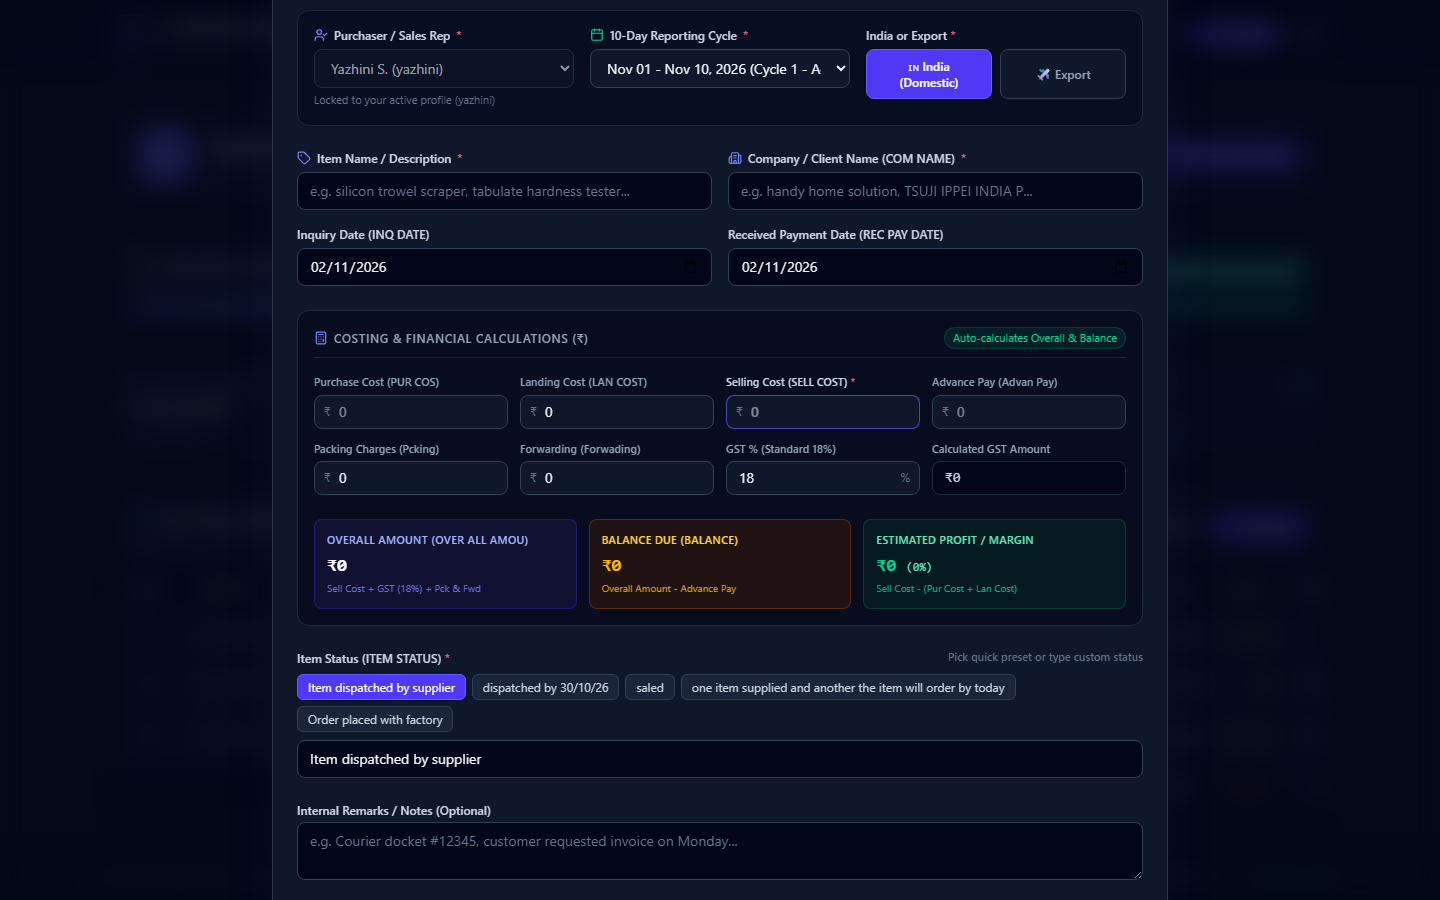 Purchaser / Sales Rep *
10-Day Reporting Cycle *
India or Export *
Yazhini S. (yazhini)
Nov 01 - Nov 10, 2026 (Cycle 1 - A
IN India
(Domestic)
Export
Locked to your active profile (yazhini)
Item Name / Description *
Company / Client Name (COM NAME) *
e.g. silicon trowel scraper, tabulate hardness tester...
e.g. handy home solution, TSUJI IPPEI INDIA P...
Inquiry Date (INQ DATE)
Received Payment Date (REC PAY DATE)
02/11/2026
02/11/2026
COSTING & FINANCIAL CALCULATIONS (₹)
Auto-calculates Overall & Balance
Purchase Cost (PUR COS)
Landing Cost (LAN COST)
Selling Cost (SELL COST) *
Advance Pay (Advan Pay)
₹ 0
₹ 0
₹ 0
₹ 0
Packing Charges (Pcking)
Forwarding (Forwading)
GST % (Standard 18%)
Calculated GST Amount
₹ 0
₹ 0
18 %
₹0
OVERALL AMOUNT (OVER ALL AMOU)
₹0
Sell Cost + GST (18%) + Pck & Fwd
BALANCE DUE (BALANCE)
₹0
Overall Amount - Advance Pay
ESTIMATED PROFIT / MARGIN
₹0 (0%)
Sell Cost - (Pur Cost + Lan Cost)
Item Status (ITEM STATUS) *
Pick quick preset or type custom status
Item dispatched by supplier
dispatched by 30/10/26
saled
one item supplied and another the item will order by today
Order placed with factory
Item dispatched by supplier
Internal Remarks / Notes (Optional)
e.g. Courier docket #12345, customer requested invoice on Monday...